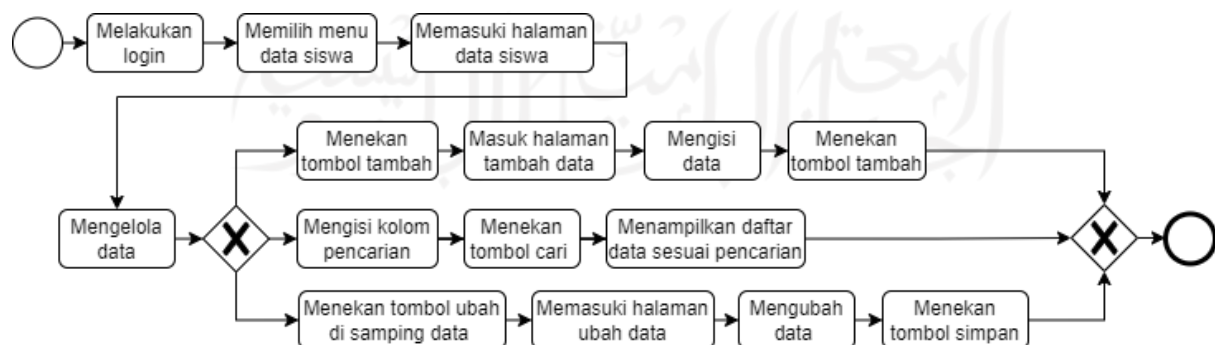 Melakukan
login
Memilih menu
data siswa
Memasuki halaman
data siswa
Menekan
tombol tambah
Masuk halaman
tambah data
Mengisi
data
Menekan
tombol tambah
Mengelola
data
Mengisi kolom
pencarian
Menekan
tombol cari
Menampilkan daftar
data sesuai pencarian
Menekan tombol ubah
di samping data
Memasuki halaman
ubah data
Mengubah
data
Menekan
tombol simpan